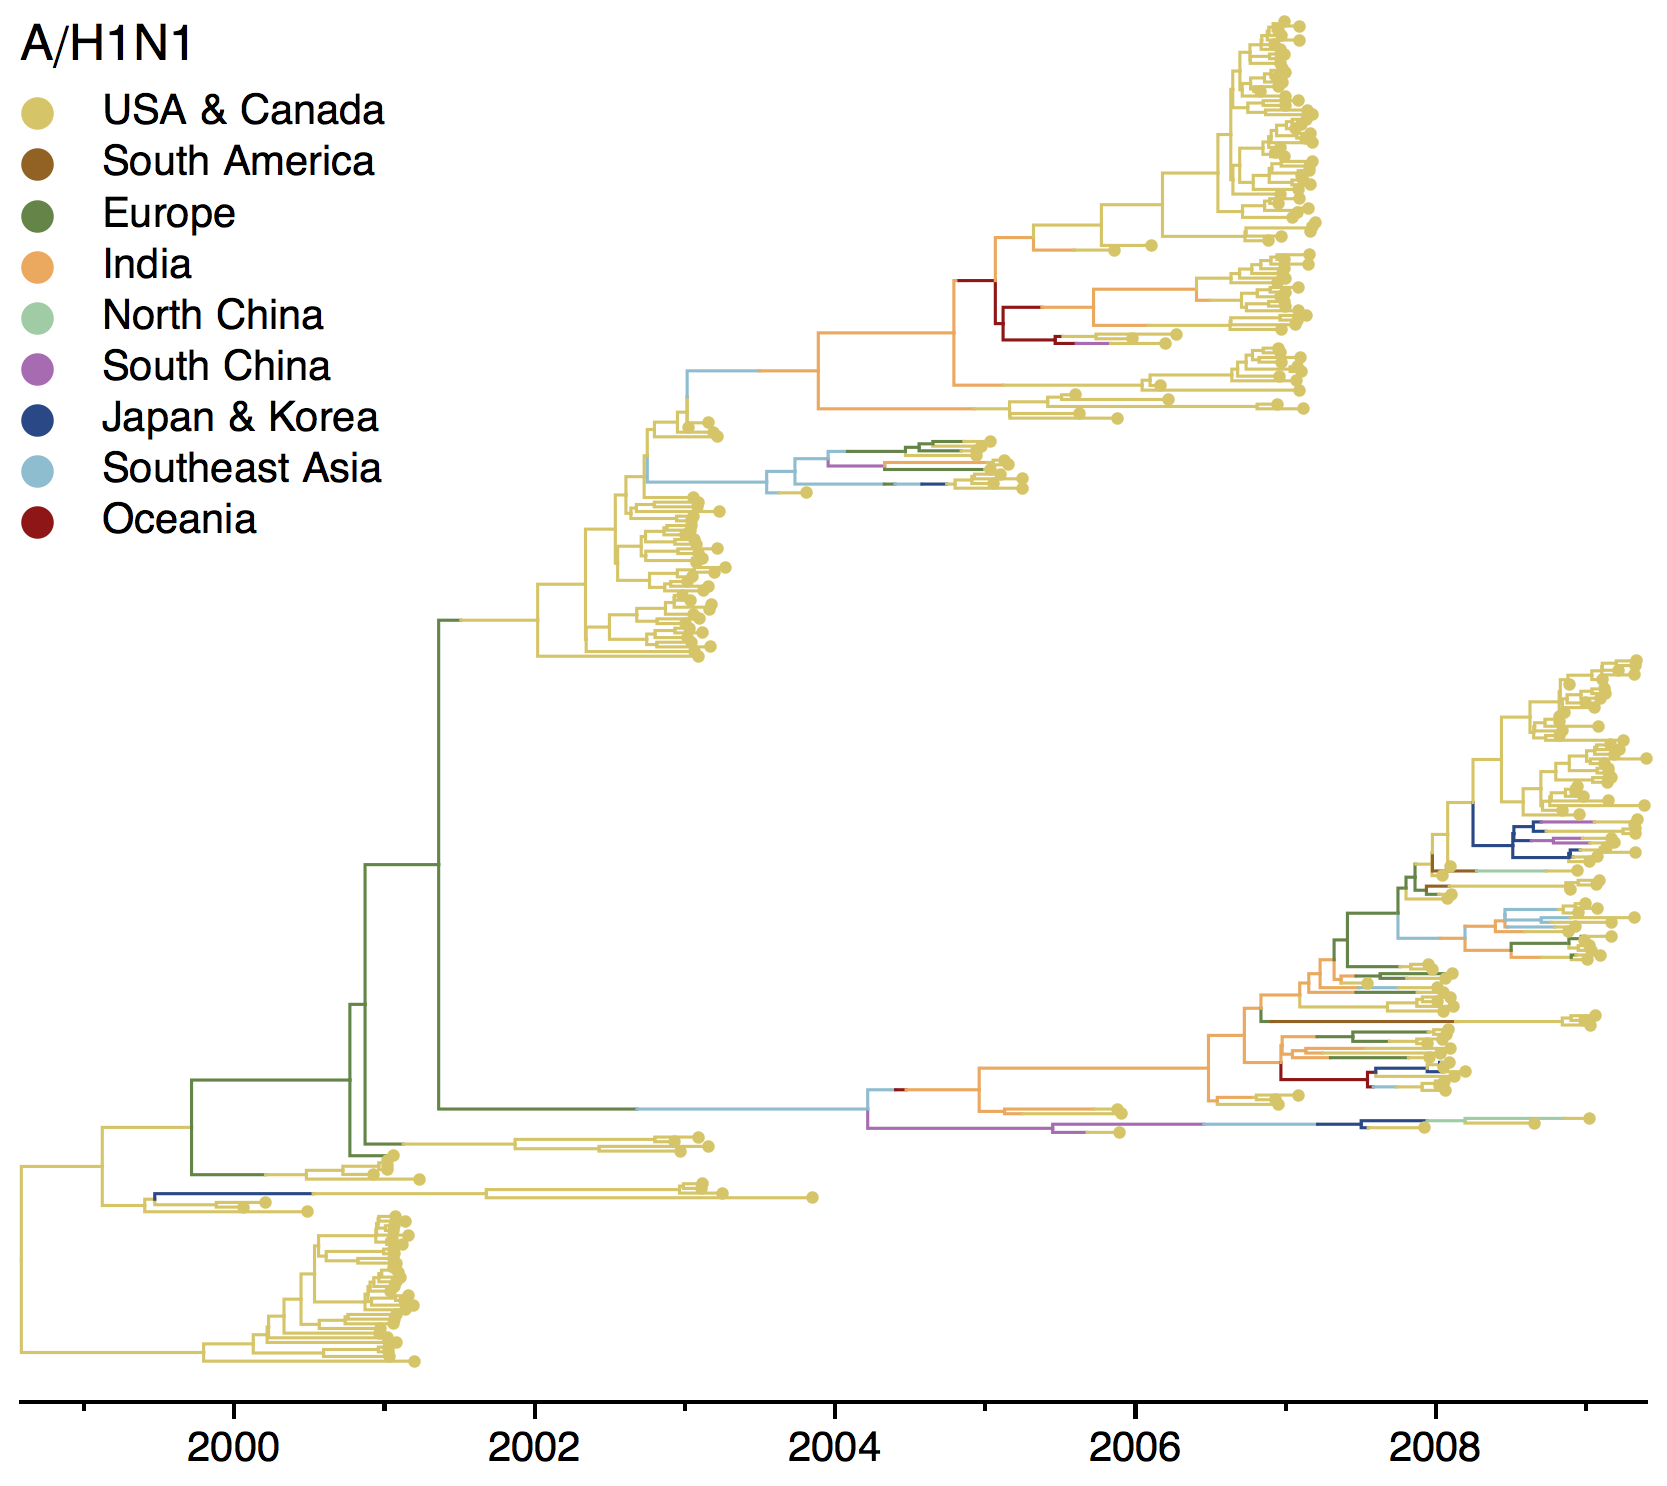 A/H1N1
USA & Canada
South America
Europe
India
North China
South China
Japan & Korea
Southeast Asia
Oceania
2000 2002 2004 2006 2008